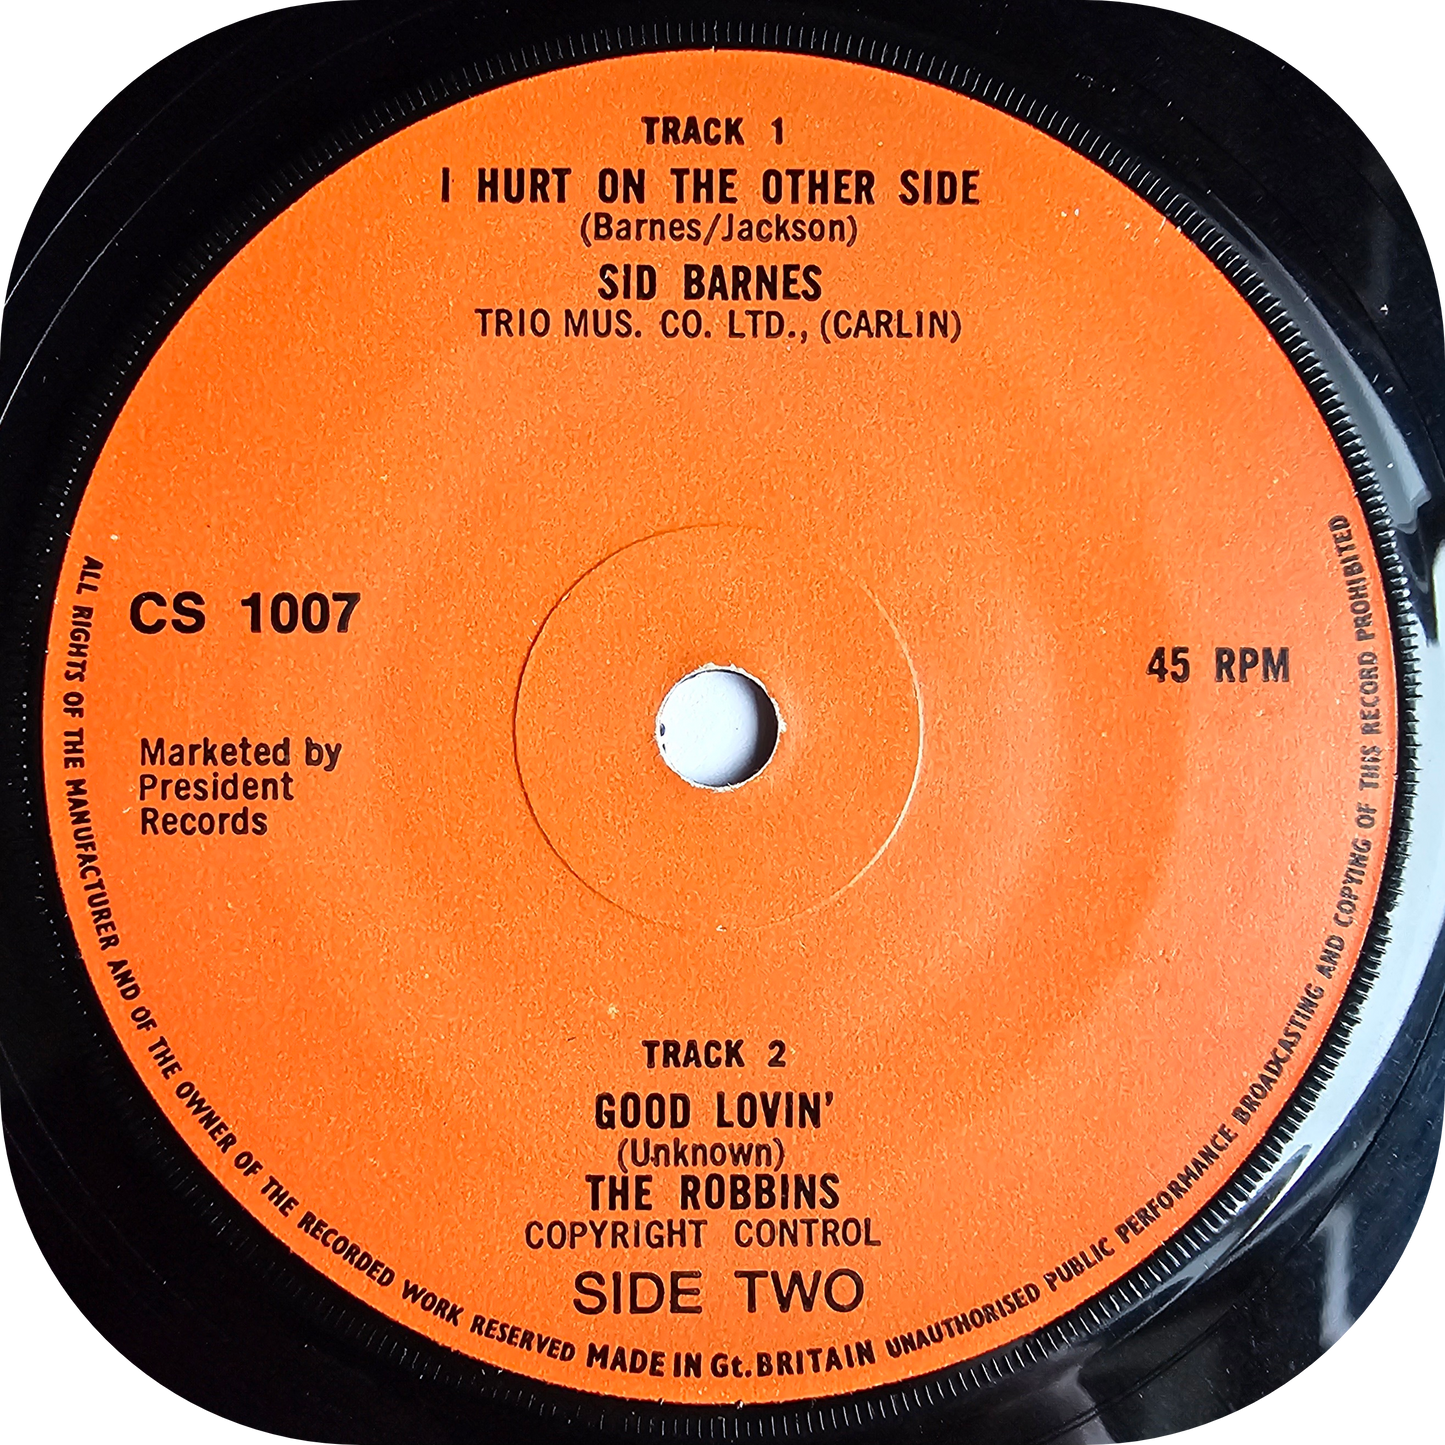 TRACK 1
I HURT ON THE OTHER SIDE
(Barnes/Jackson)
SID BARNES
TRIO MUS. CO. LTD., (CARLIN)
CS 1007
45 RPM
Marketed by
President
Records
TRACK 2
GOOD LOVIN'
(Unknown)
THE ROBBINS
COPYRIGHT CONTROL
SIDE TWO
ALL RIGHTS OF THE MANUFACTURER AND OF THE OWNER OF THE RECORDED WORK RESERVED MADE IN Gt. BRITAIN UNAUTHORISED PUBLIC PERFORMANCE BROADCASTING AND COPYING OF THIS RECORD PROHIBITED